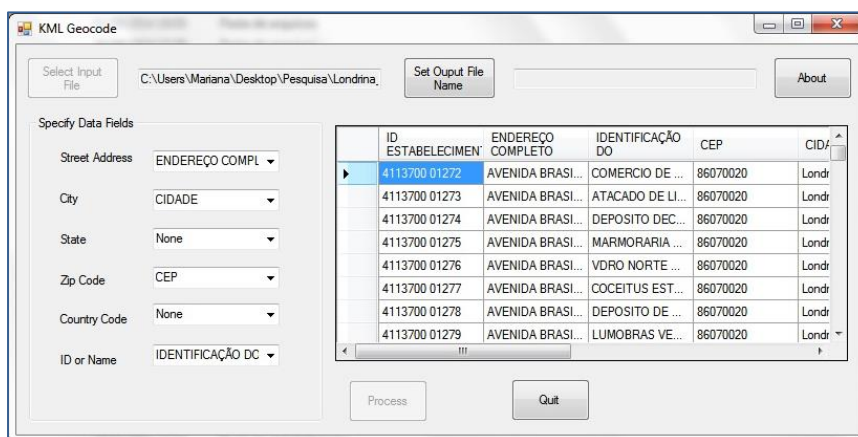 KML Geocode
Select Input
File
C:\Users\Mariana\Desktop\Pesquisa\Londrina_
Set Ouput File
Name
About
Specify Data Fields
Street Address
ENDEREÇO COMPL
City
CIDADE
State
None
Zip Code
CEP
Country Code
None
ID or Name
IDENTIFICAÇÃO DO
ID
ESTABELECIMEN
ENDEREÇO
COMPLETO
IDENTIFICAÇÃO
DO
CEP
CIDA
4113700 01272 AVENIDA BRASI... COMERCIO DE ... 86070020 Londr
4113700 01273 AVENIDA BRASI... ATACADO DE LI... 86070020 Londr
4113700 01274 AVENIDA BRASI... DEPOSITO DEC... 86070020 Londr
4113700 01275 AVENIDA BRASI... MARMORARIA ... 86070020 Londr
4113700 01276 AVENIDA BRASI... VDRO NORTE ... 86070020 Londr
4113700 01277 AVENIDA BRASI... COCEITUS EST... 86070020 Londr
4113700 01278 AVENIDA BRASI... DEPOSITO DE ... 86070020 Londr
4113700 01279 AVENIDA BRASI... LUMOBRAS VE... 86070020 Londr
Process
Quit